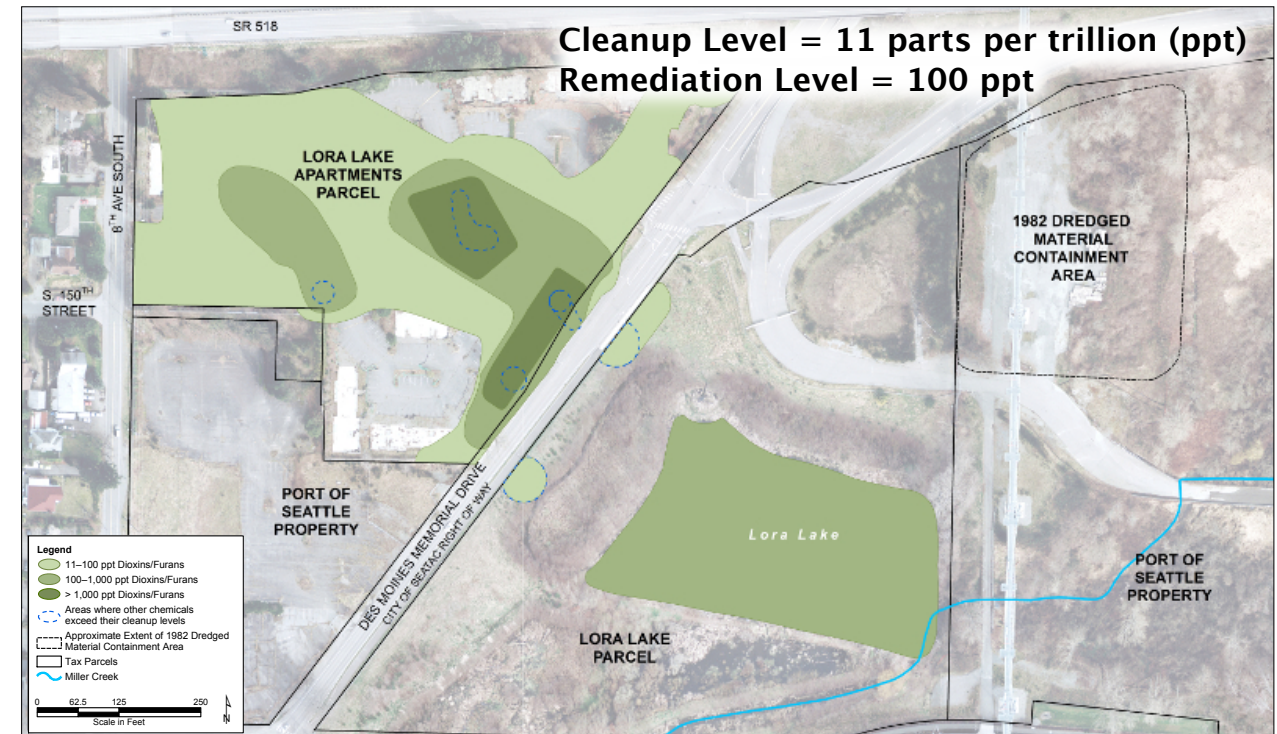 SR 518
Cleanup Level = 11 parts per trillion (ppt)
Remediation Level = 100 ppt
8TH AVE SOUTH
LORA LAKE
APARTMENTS
PARCEL
1982 DREDGED
MATERIAL
CONTAINMENT
AREA
S. 150TH
STREET
PORT OF
SEATTLE
PROPERTY
DES MOINES MEMORIAL DRIVE
CITY OF SEATAC RIGHT OF WAY
Lora Lake
PORT OF
SEATTLE
PROPERTY
LORA LAKE
PARCEL
Legend
11–100 ppt Dioxins/Furans
100–1,000 ppt Dioxins/Furans
> 1,000 ppt Dioxins/Furans
Areas where other chemicals
exceed their cleanup levels
Approximate Extent of 1982 Dredged
Material Containment Area
Tax Parcels
Miller Creek
0 62.5 125 250
Scale in Feet
N